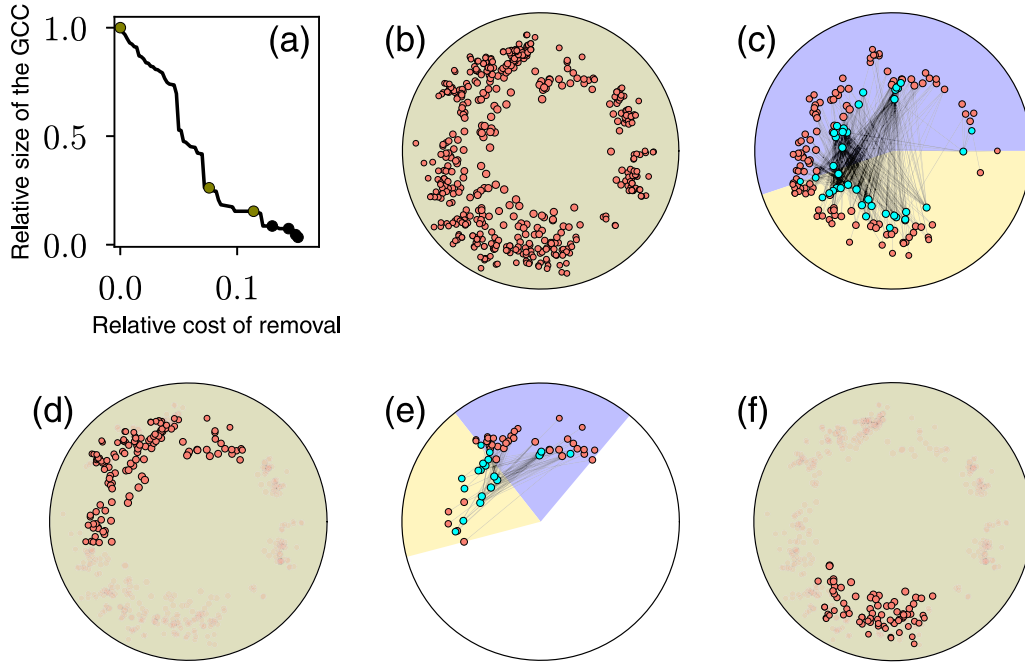 Relative size of the GCC
1.0
0.5
0.0
0.0
0.1
Relative cost of removal
(a)
(b)
(c)
(d)
(e)
(f)